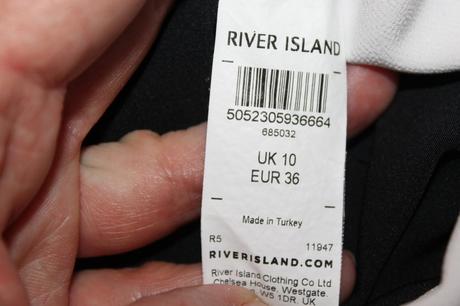 RIVER ISLAND
5052305936664
685032
UK 10
EUR 36
Made in Turkey
R5 11947
RIVERISLAND.COM
River Island Clothing Co Ltd
Chelsea House, Westgate,
W5 1DR. UK